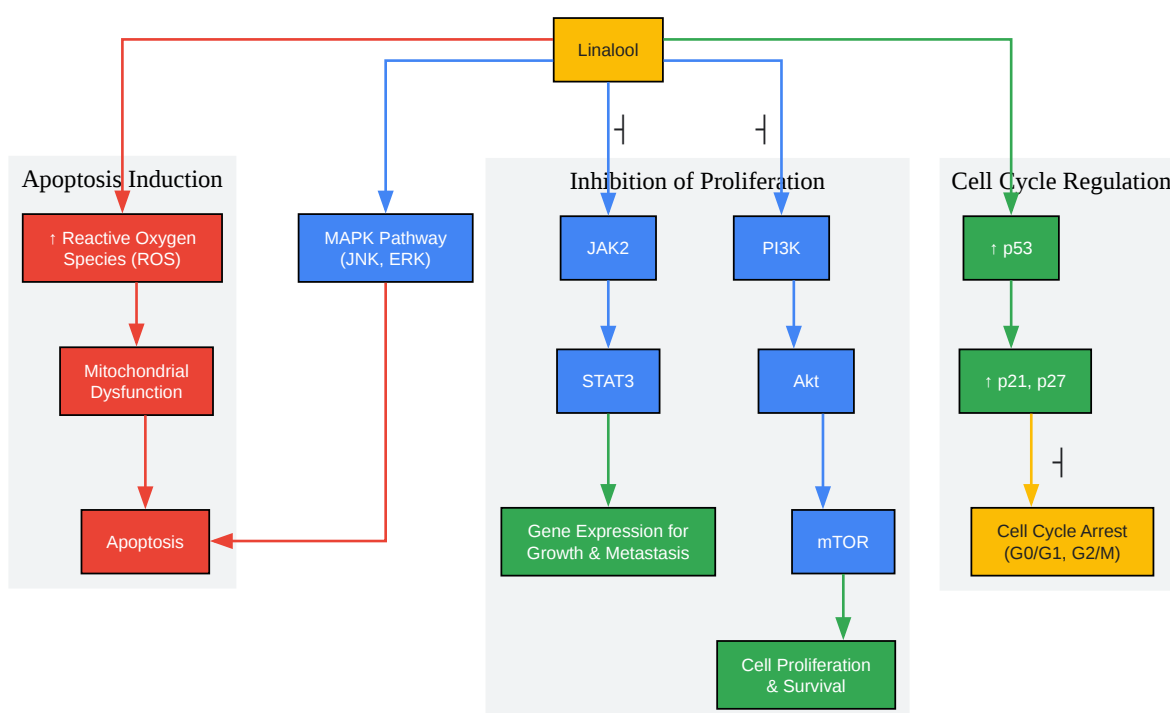 Linalool
┤
┤
Apoptosis Induction
Inhibition of Proliferation
Cell Cycle Regulation
↑ Reactive Oxygen
Species (ROS)
MAPK Pathway
(JNK, ERK)
JAK2
PI3K
↑ p53
Mitochondrial
Dysfunction
STAT3
Akt
↑ p21, p27
┤
Apoptosis
Gene Expression for
Growth & Metastasis
mTOR
Cell Cycle Arrest
(G0/G1, G2/M)
Cell Proliferation
& Survival